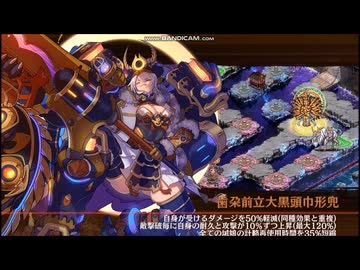 www.BANDICAM.com
歯朶前立大黒頭巾形兜
自身が受けるダメージを50%軽減(同種効果と重複)
敵撃破毎に自身の耐久と攻撃が10%ずつ上昇(最大120%)
全ての城娘の計略再使用時間を35%短縮